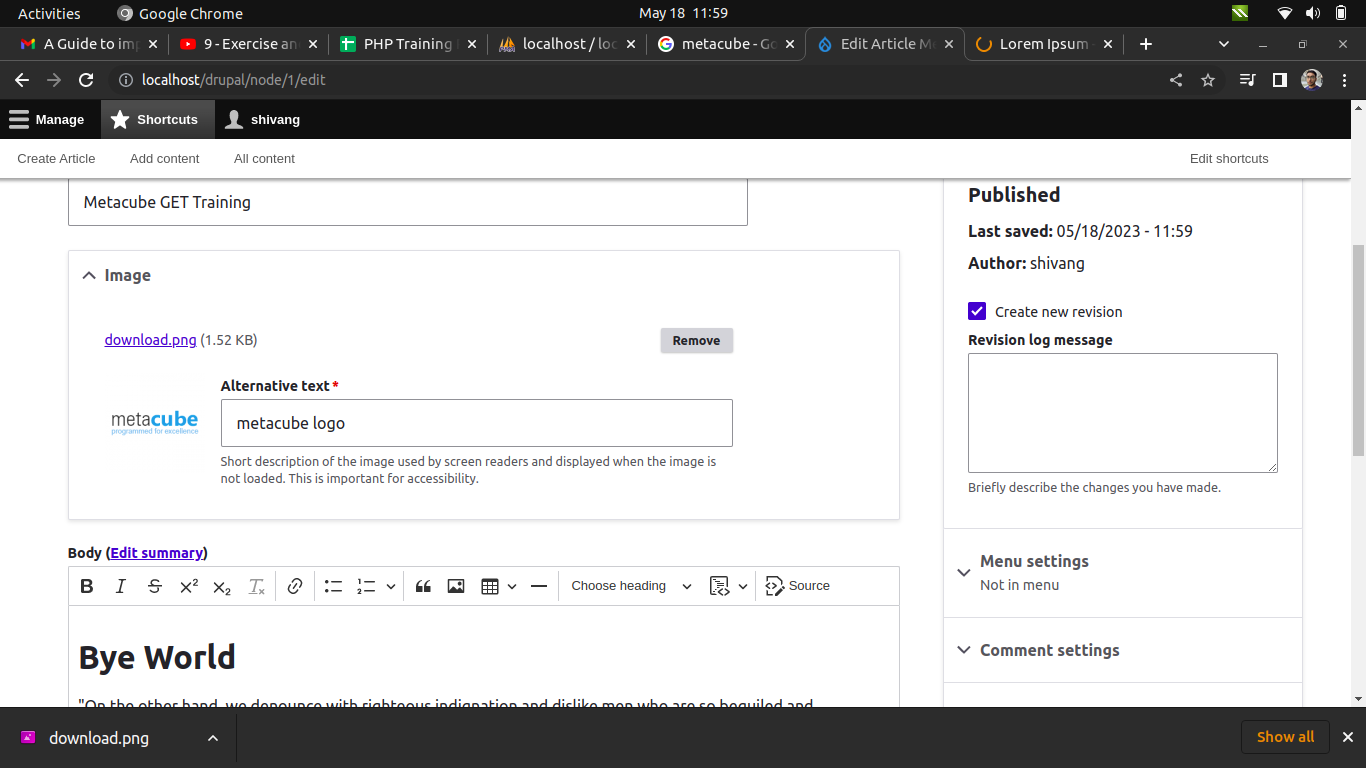 Activities
Google Chrome
May 18 11:59
A Guide to imp
9 - Exercise an
PHP Training
localhost / loc
metacube - Go
Edit Article Me
Lorem Ipsum -
localhost/drupal/node/1/edit
Manage
Shortcuts
shivang
Create Article
Add content
All content
Edit shortcuts
Metacube GET Training
Image
download.png (1.52 KB)
Remove
Alternative text *
metacube
programmed for excellence
metacube logo
Short description of the image used by screen readers and displayed when the image is
not loaded. This is important for accessibility.
Body (Edit summary)
Choose heading
Source
Bye World
"On the other hand, we denounce with righteous indignation and dislike men who are so beguiled and
Published
Last saved: 05/18/2023 - 11:59
Author: shivang
Create new revision
Revision log message
Briefly describe the changes you have made.
Menu settings
Not in menu
Comment settings
download.png
Show all